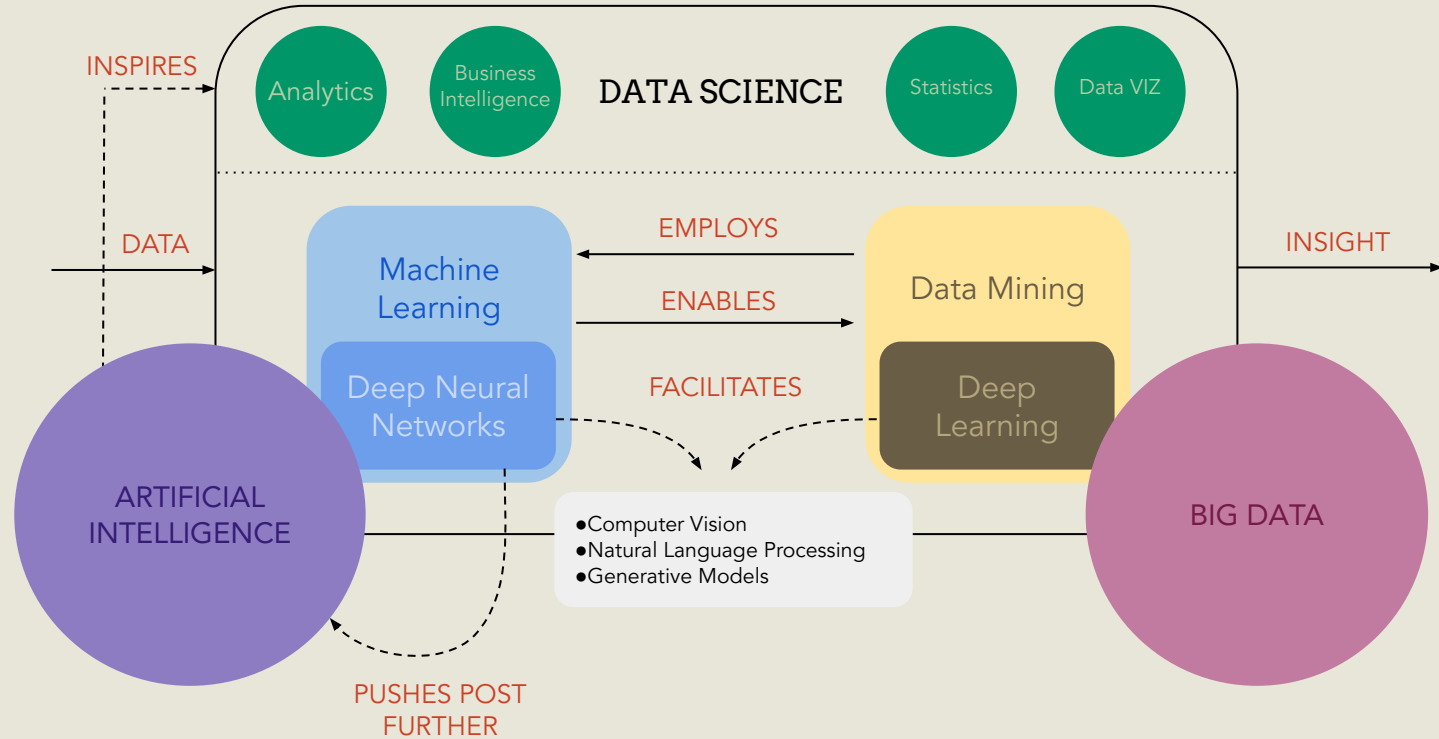 INSPIRES
Analytics
Business
Intelligence
DATA SCIENCE
Statistics
Data VIZ
DATA
EMPLOYS
INSIGHT
Machine
Learning
ENABLES
Data Mining
Deep Neural
Networks
FACILITATES
Deep
Learning
ARTIFICIAL
INTELLIGENCE
●Computer Vision
●Natural Language Processing
●Generative Models
BIG DATA
PUSHES POST
FURTHER